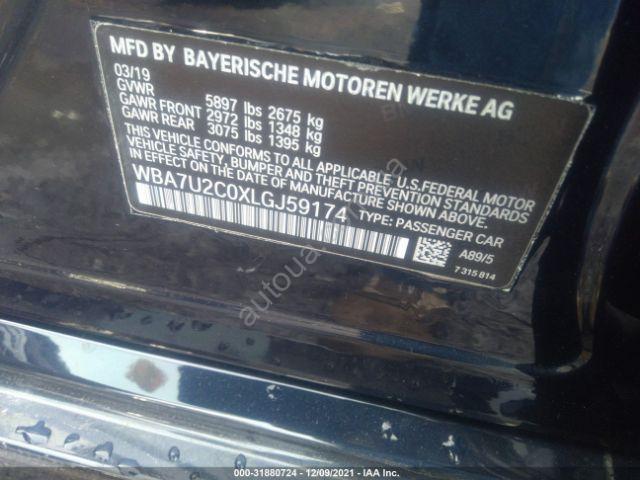 MFD BY BAYERISCHE MOTOREN WERKE AG
03/19
GVWR 5897 lbs 2675 kg
GAWR FRONT 2972 lbs 1348 kg
GAWR REAR 3075 lbs 1395 kg
THIS VEHICLE CONFORMS TO ALL APPLICABLE U.S.FEDERAL MOTOR
VEHICLE SAFETY, BUMPER AND THEFT PREVENTION STANDARDS
IN EFFECT ON THE DATE OF MANUFACTURE SHOWN ABOVE.
WBA7U2C0XLGJ59174 TYPE: PASSENGER CAR
A89/5
7 315 814
000-31880724 - 12/09/2021 - IAA Inc.